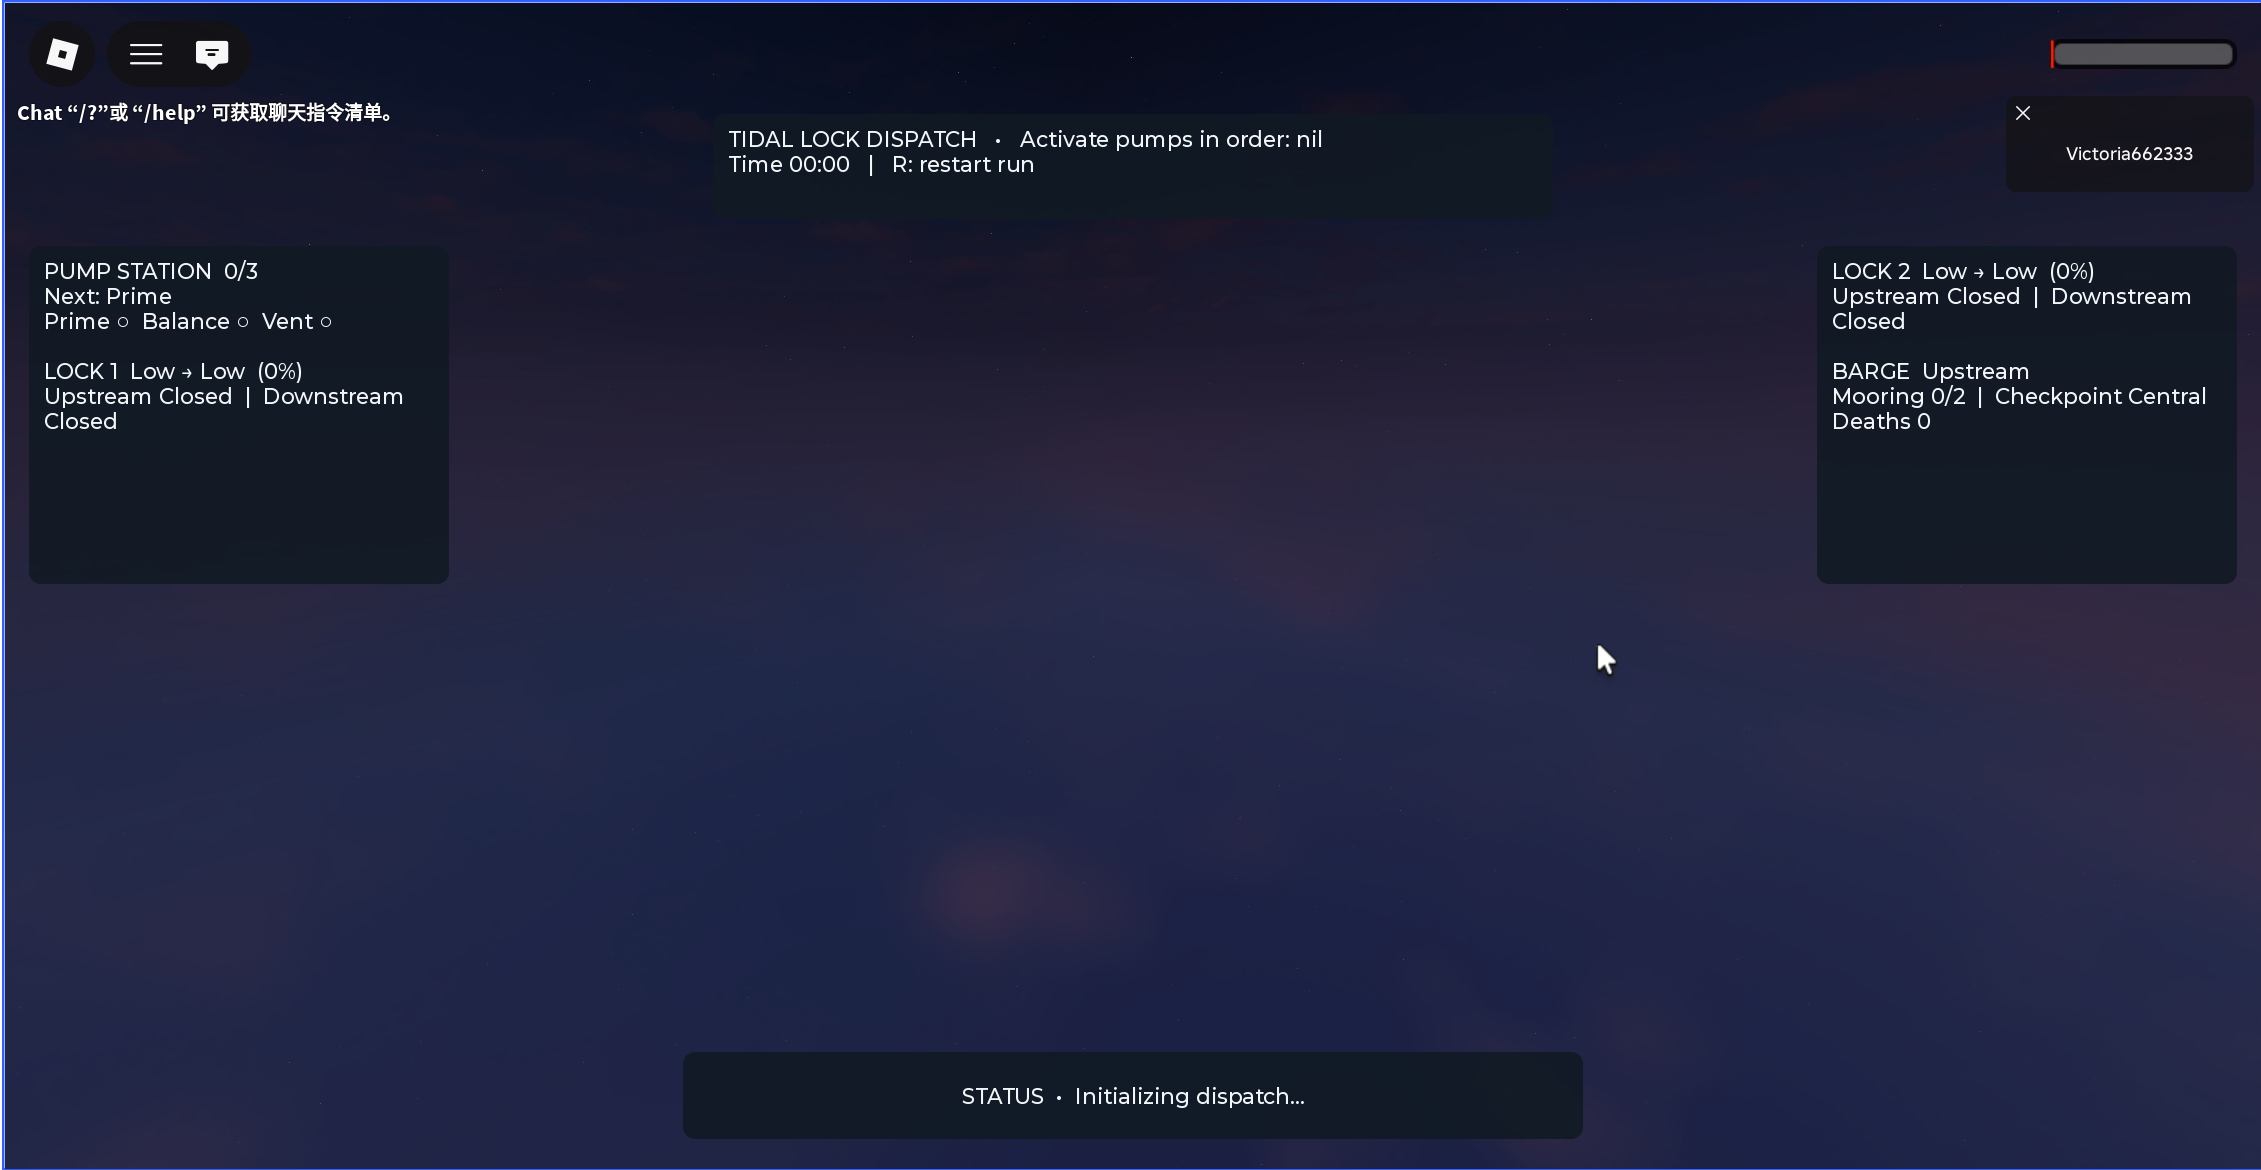 Chat “/?”或 “/help” 可获取聊天指令清单。
TIDAL LOCK DISPATCH • Activate pumps in order: nil
Time 00:00 | R: restart run
Victoria662333
PUMP STATION 0/3
Next: Prime
Prime ○ Balance ○ Vent ○
LOCK 1 Low → Low (0%)
Upstream Closed | Downstream
Closed
LOCK 2 Low → Low (0%)
Upstream Closed | Downstream
Closed
BARGE Upstream
Mooring 0/2 | Checkpoint Central
Deaths 0
STATUS • Initializing dispatch...